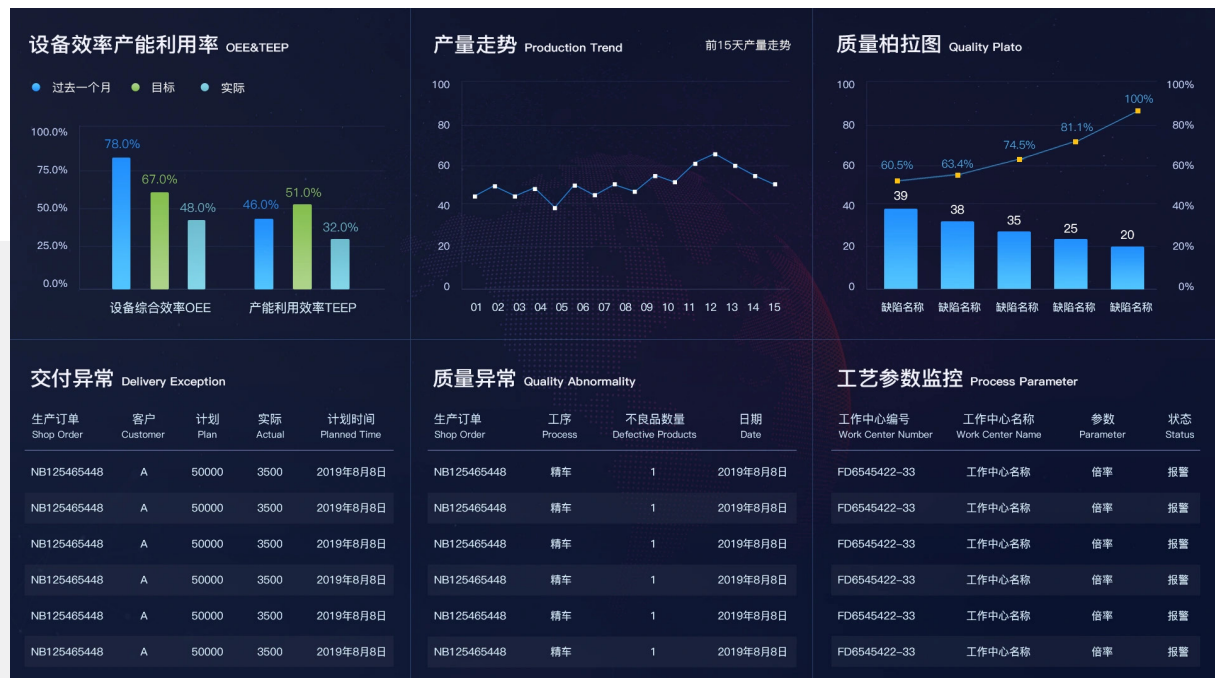 设备效率产能利用率 OEE&TEEP
过去一个月 目标 实际
100.0%
75.0%
50.0%
25.0%
0.0%
78.0%
67.0%
48.0%
46.0%
51.0%
32.0%
设备综合效率OEE 产能利用效率TEEP
产量走势 Production Trend 前15天产量走势
100
80
60
40
20
0
01 02 03 04 05 06 07 08 09 10 11 12 13 14 15
质量柏拉图 Quality Plato
100
80
60
40
20
0
60.5%
63.4%
74.5%
81.1%
100%
39
38
35
25
20
100%
80%
60%
40%
20%
0%
缺陷名称 缺陷名称 缺陷名称 缺陷名称 缺陷名称
交付异常 Delivery Exception
生产订单 客户 计划 实际 计划时间
Shop Order Customer Plan Actual Planned Time
NB125465448 A 50000 3500 2019年8月8日
NB125465448 A 50000 3500 2019年8月8日
NB125465448 A 50000 3500 2019年8月8日
NB125465448 A 50000 3500 2019年8月8日
NB125465448 A 50000 3500 2019年8月8日
NB125465448 A 50000 3500 2019年8月8日
质量异常 Quality Abnormality
生产订单 工序 不良品数量 日期
Shop Order Process Defective Products Date
NB125465448 精车 1 2019年8月8日
NB125465448 精车 1 2019年8月8日
NB125465448 精车 1 2019年8月8日
NB125465448 精车 1 2019年8月8日
NB125465448 精车 1 2019年8月8日
NB125465448 精车 1 2019年8月8日
工艺参数监控 Process Parameter
工作中心编号 工作中心名称 参数 状态
Work Center Number Work Center Name Parameter Status
FD6545422-33 工作中心名称 倍率 报警
FD6545422-33 工作中心名称 倍率 报警
FD6545422-33 工作中心名称 倍率 报警
FD6545422-33 工作中心名称 倍率 报警
FD6545422-33 工作中心名称 倍率 报警
FD6545422-33 工作中心名称 倍率 报警